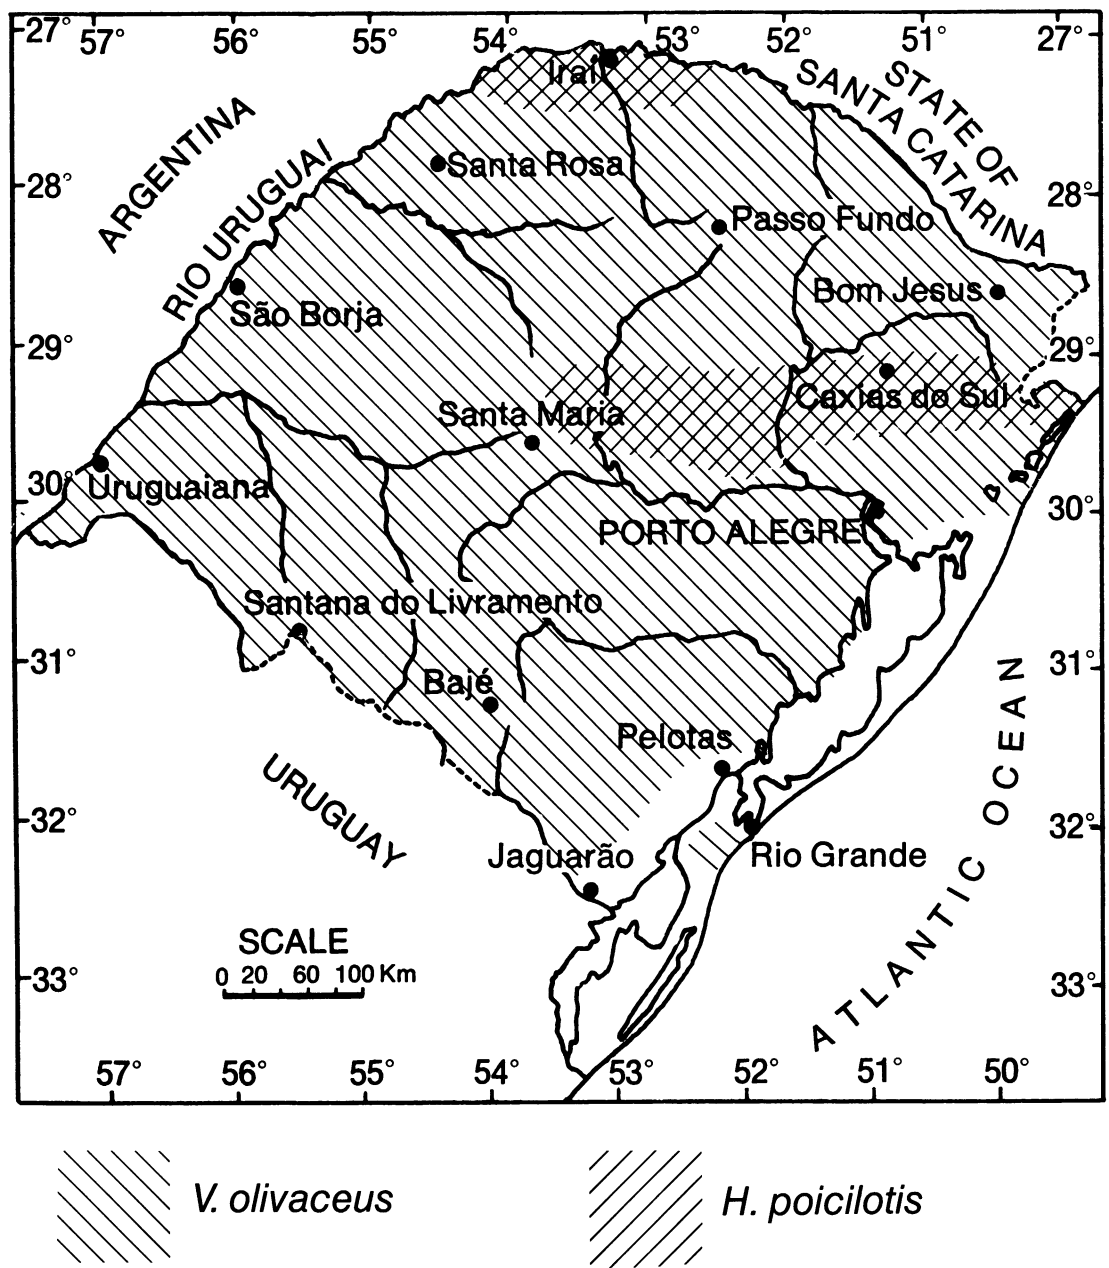 27° 57° 56° 55° 54° 53° 52° 51° 27°
Iraí
STATE OF
SANTA CATARINA
ARGENTINA
RIO URUGUAI
Santa Rosa
28° 28°
Passo Fundo
Bom Jesus
São Borja
29° 29°
Caxias do Sul
Santa Maria
30° Uruguaiana
30°
PORTO ALEGRE
Santana do Livramento
31° 31°
Bajé
Pelotas
URUGUAY
ATLANTIC OCEAN
32° 32°
Jaguarão Rio Grande
SCALE
0 20 60 100 Km
33° 33°
57° 56° 55° 54° 53° 52° 51° 50°
V. olivaceus H. poicilotis